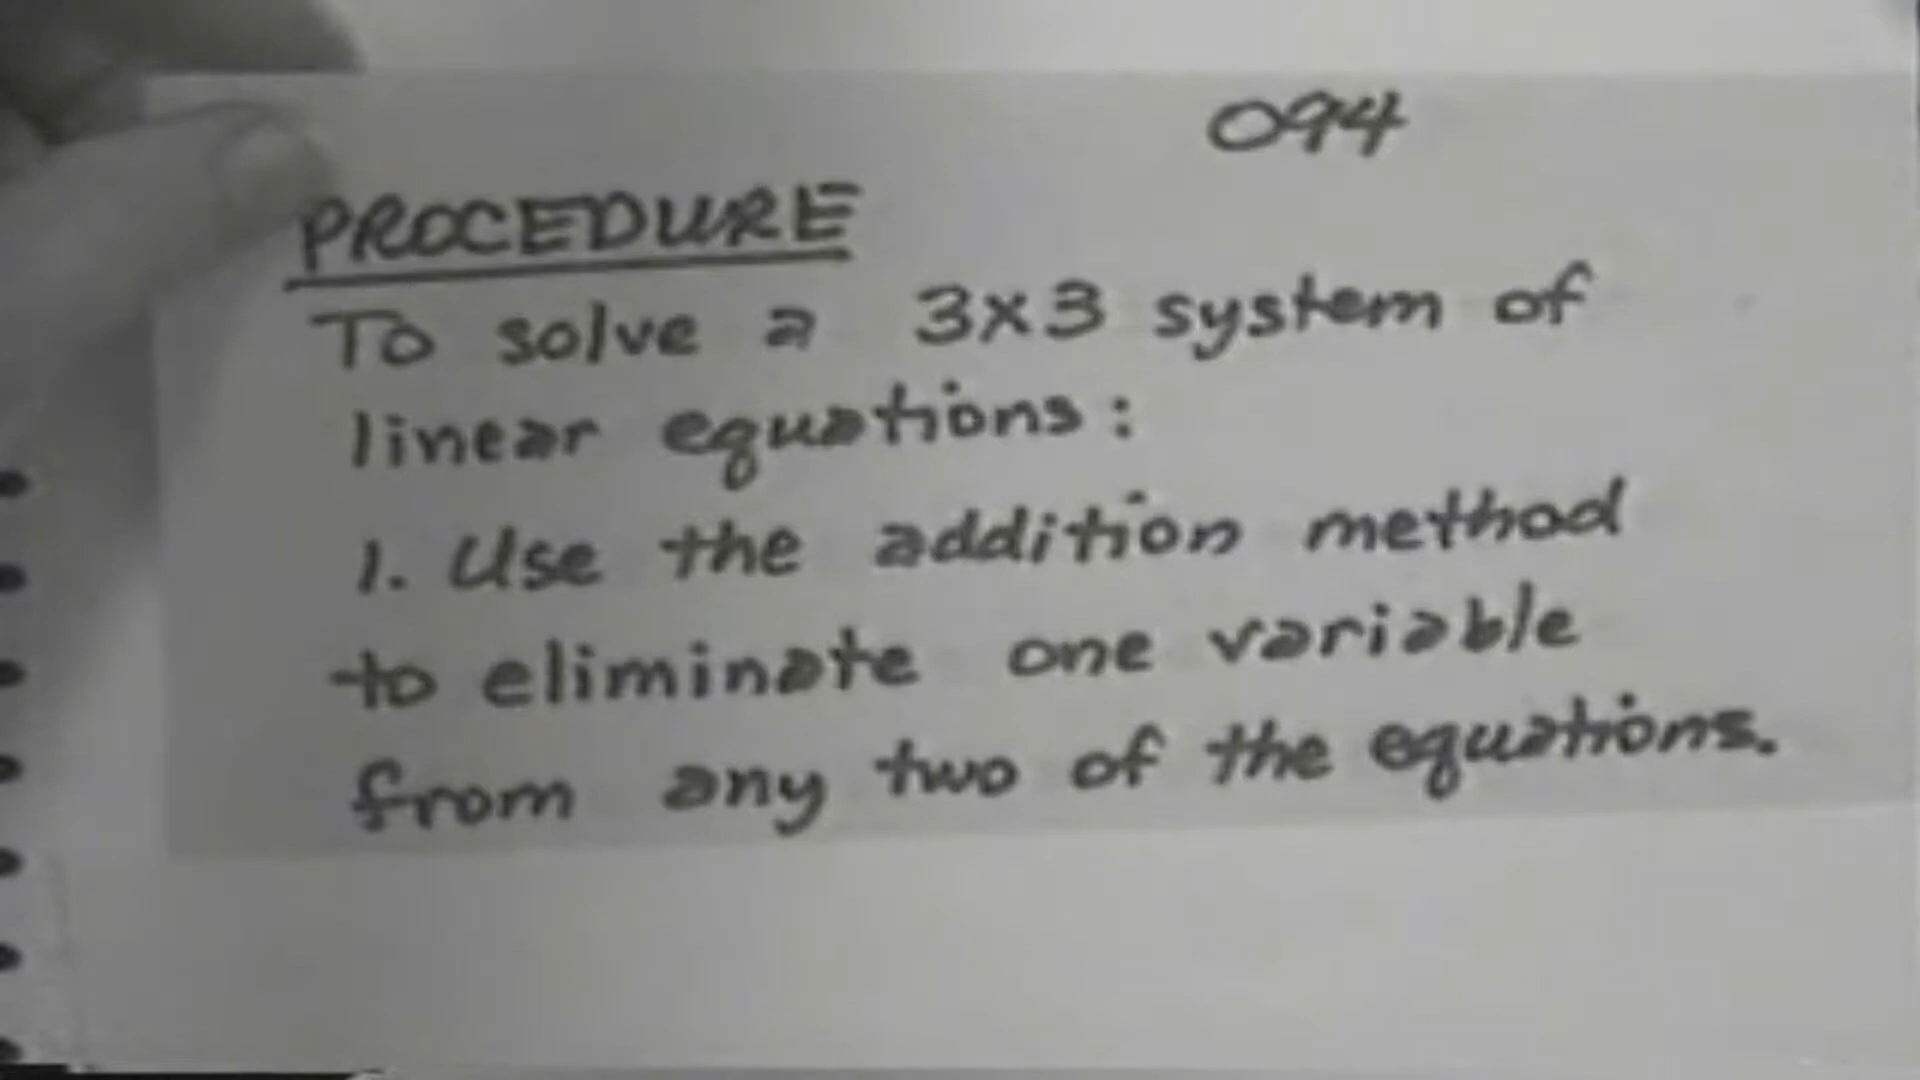 094
PROCEDURE
To solve a 3x3 system of
linear equations:
1. Use the addition method
to eliminate one variable
from any two of the equations.